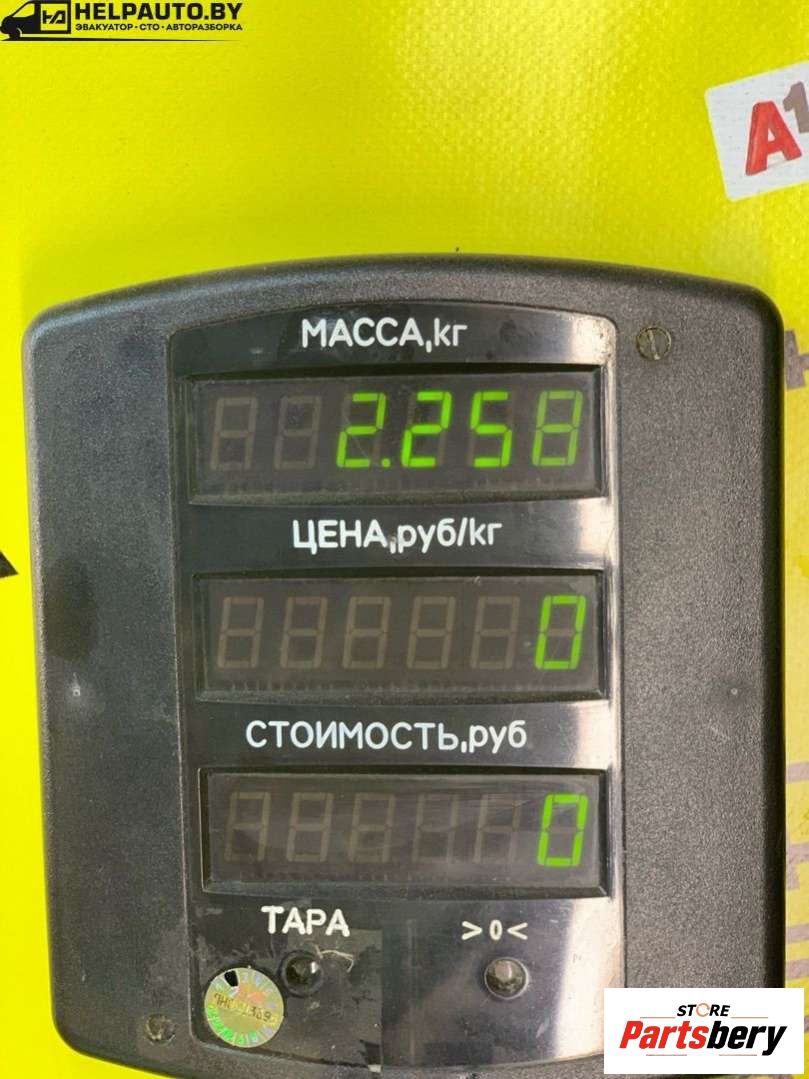 HELPAUTO.BY
ЭВАКУАТОР • СТО • АВТОРАЗБОРКА
A1
МАССА,кг
2.258
ЦЕНА,руб/кг
0
СТОИМОСТЬ,руб
0
ТАРА >0<
STORE
Partsbery